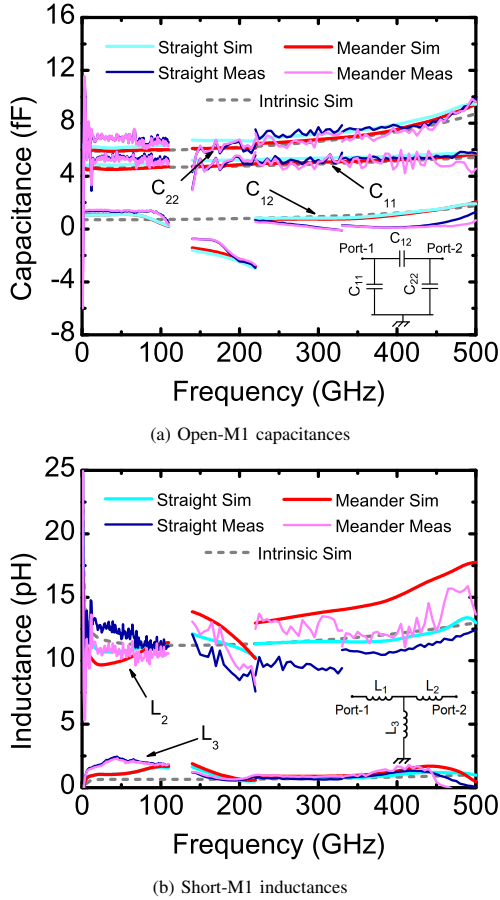 16
12
8
4
0
-4
-8
Capacitance (fF)
Straight Sim
Meander Sim
Straight Meas
Meander Meas
Intrinsic Sim
C22
C12
C11
Port-1
C12
Port-2
C11
C22
0
100
200
300
400
500
Frequency (GHz)
(a) Open-M1 capacitances
25
20
15
10
5
0
Inductance (pH)
Straight Sim
Meander Sim
Straight Meas
Meander Meas
Intrinsic Sim
L2
L3
L1
L2
Port-1
Port-2
L3
0
100
200
300
400
500
Frequency (GHz)
(b) Short-M1 inductances